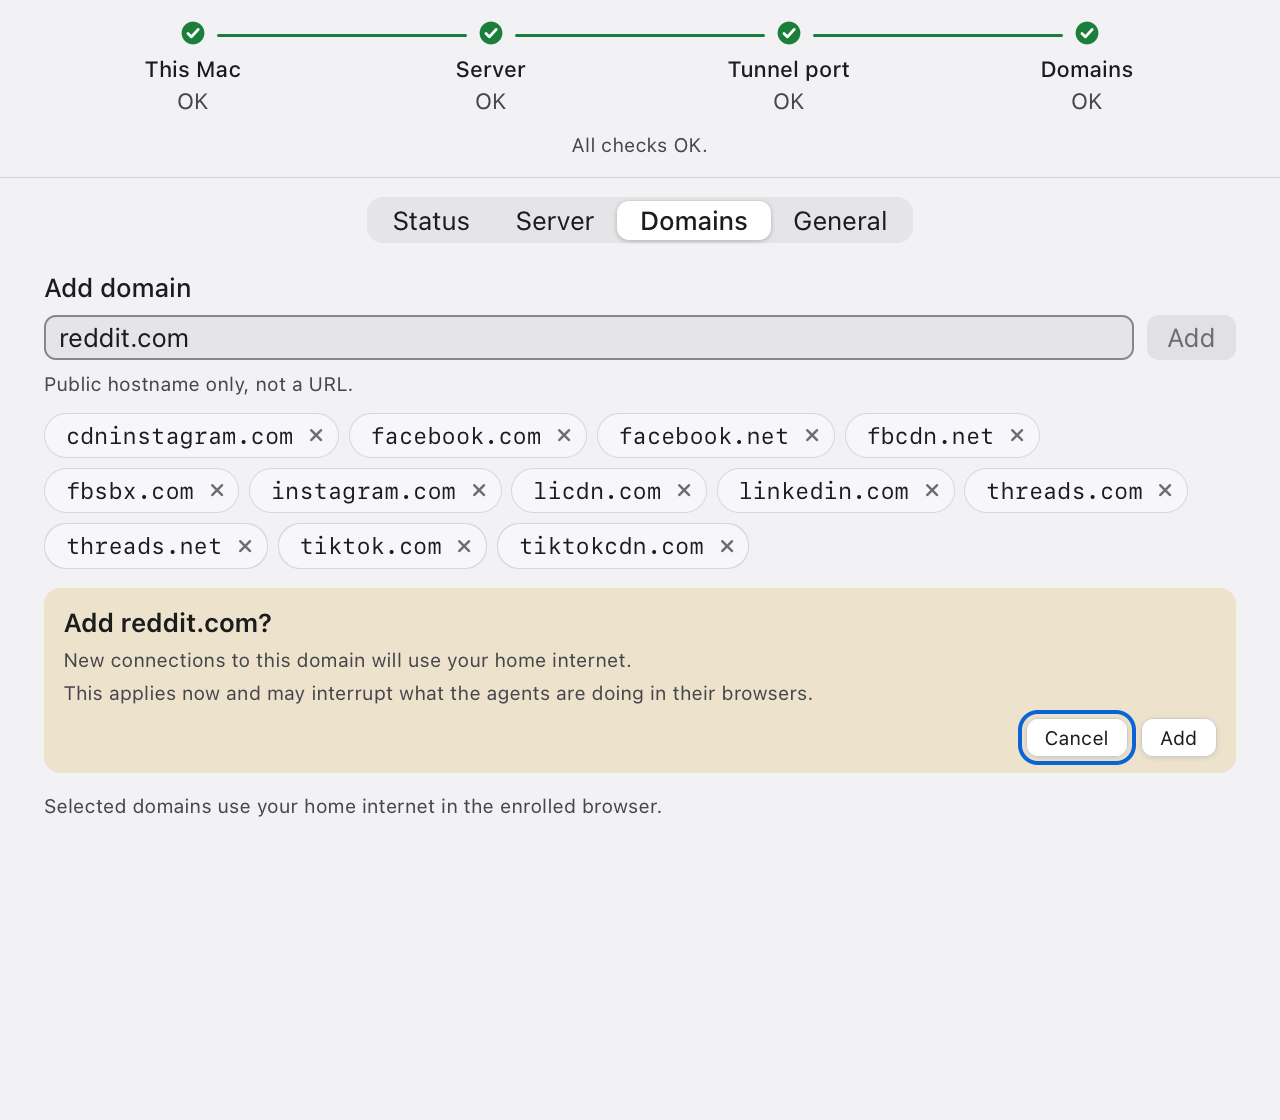 This Mac
Server
Tunnel port
Domains
OK
OK
OK
OK
All checks OK.
Status
Server
Domains
General
Add domain
reddit.com
Add
Public hostname only, not a URL.
cdninstagram.com ×
facebook.com ×
facebook.net ×
fbcdn.net ×
fbsbx.com ×
instagram.com ×
licdn.com ×
linkedin.com ×
threads.com ×
threads.net ×
tiktok.com ×
tiktokcdn.com ×
Add reddit.com?
New connections to this domain will use your home internet.
This applies now and may interrupt what the agents are doing in their browsers.
Cancel
Add
Selected domains use your home internet in the enrolled browser.